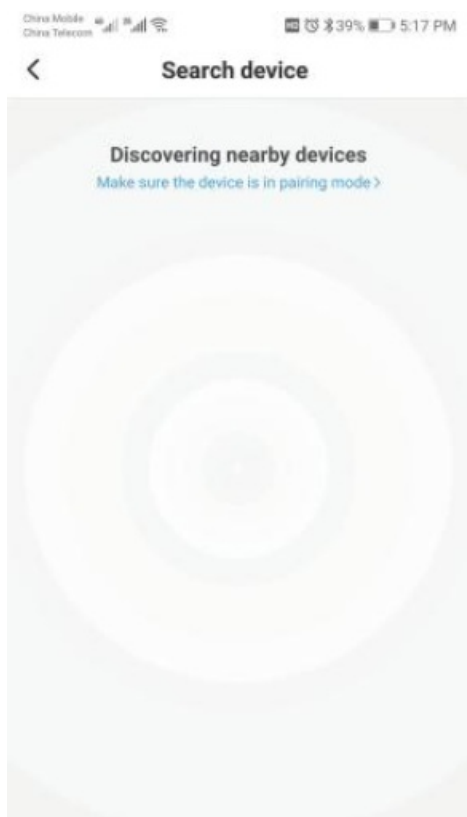 China Mobile
China Telecom
HD 39% 5:17 PM
Search device
Discovering nearby devices
Make sure the device is in pairing mode >